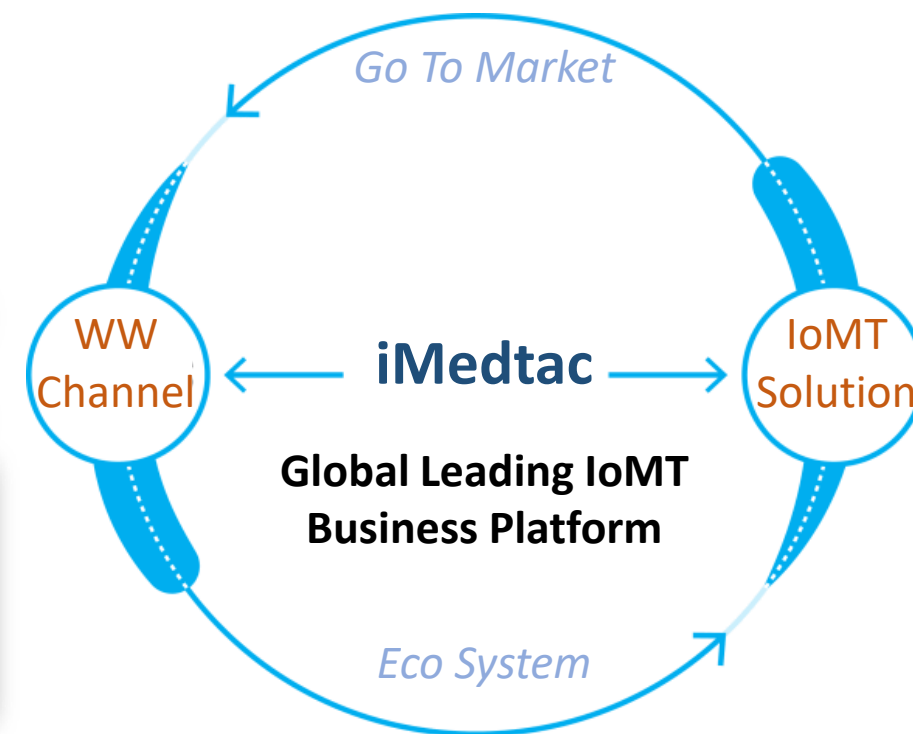 Go To Market
WW
Channel
iMedtac
IoMT
Solution
Global Leading IoMT
Business Platform
Eco System